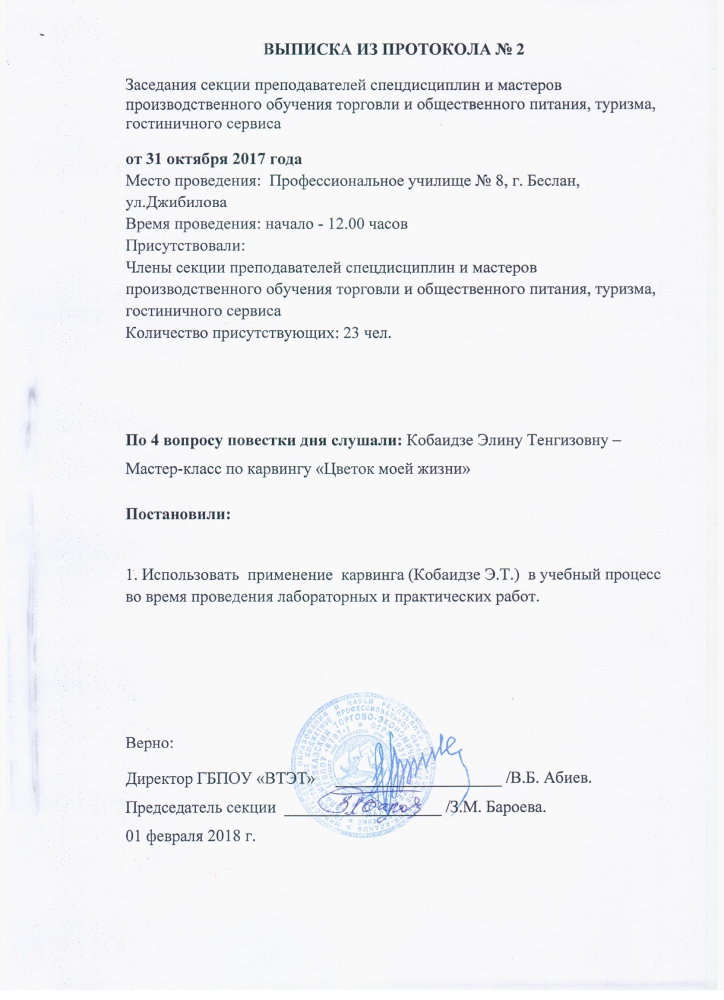 ВЫПИСКА ИЗ ПРОТОКОЛА № 2
Заседания секции преподавателей спецдисциплин и мастеров
производственного обучения торговли и общественного питания, туризма,
гостиничного сервиса
от 31 октября 2017 года
Место проведения: Профессиональное училище № 8, г. Беслан,
ул.Джибилова
Время проведения: начало - 12.00 часов
Присутствовали:
Члены секции преподавателей спецдисциплин и мастеров
производственного обучения торговли и общественного питания, туризма,
гостиничного сервиса
Количество присутствующих: 23 чел.
По 4 вопросу повестки дня слушали: Кобаидзе Элину Тенгизовну –
Мастер-класс по карвингу «Цветок моей жизни»
Постановили:
1. Использовать применение карвинга (Кобаидзе Э.Т.) в учебный процесс
во время проведения лабораторных и практических работ.
Верно:
Директор ГБПОУ «ВТЭТ» ____________________ /В.Б. Абиев.
Председатель секции ___________________ /З.М. Бароева.
01 февраля 2018 г.